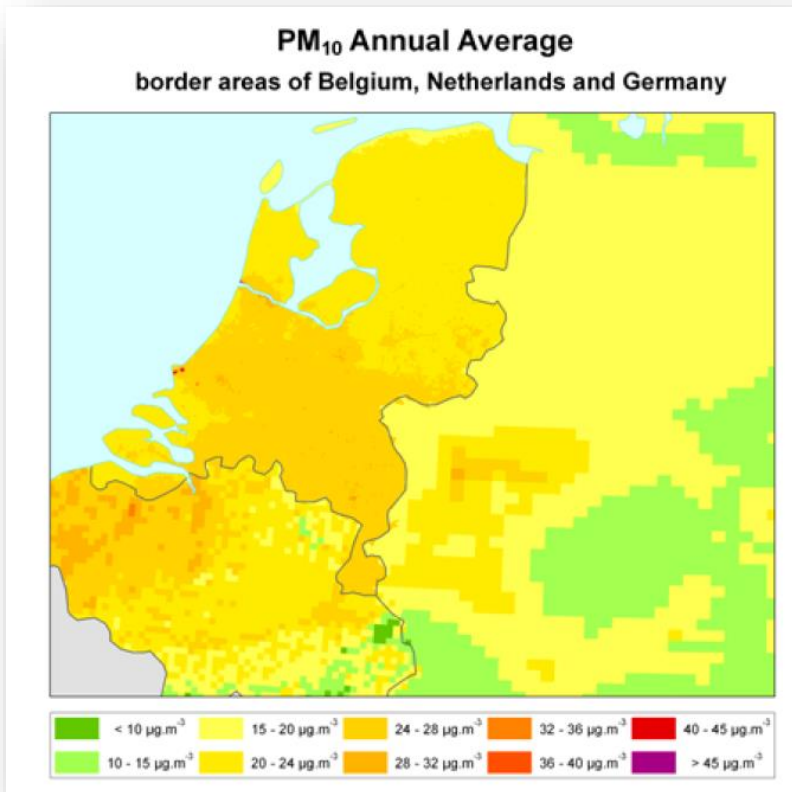 PM₁₀ Annual Average
border areas of Belgium, Netherlands and Germany
< 10 µg.m⁻³ 15 - 20 µg.m⁻³ 24 - 28 µg.m⁻³ 32 - 36 µg.m⁻³ 40 - 45 µg.m⁻³
10 - 15 µg.m⁻³ 20 - 24 µg.m⁻³ 28 - 32 µg.m⁻³ 36 - 40 µg.m⁻³ > 45 µg.m⁻³